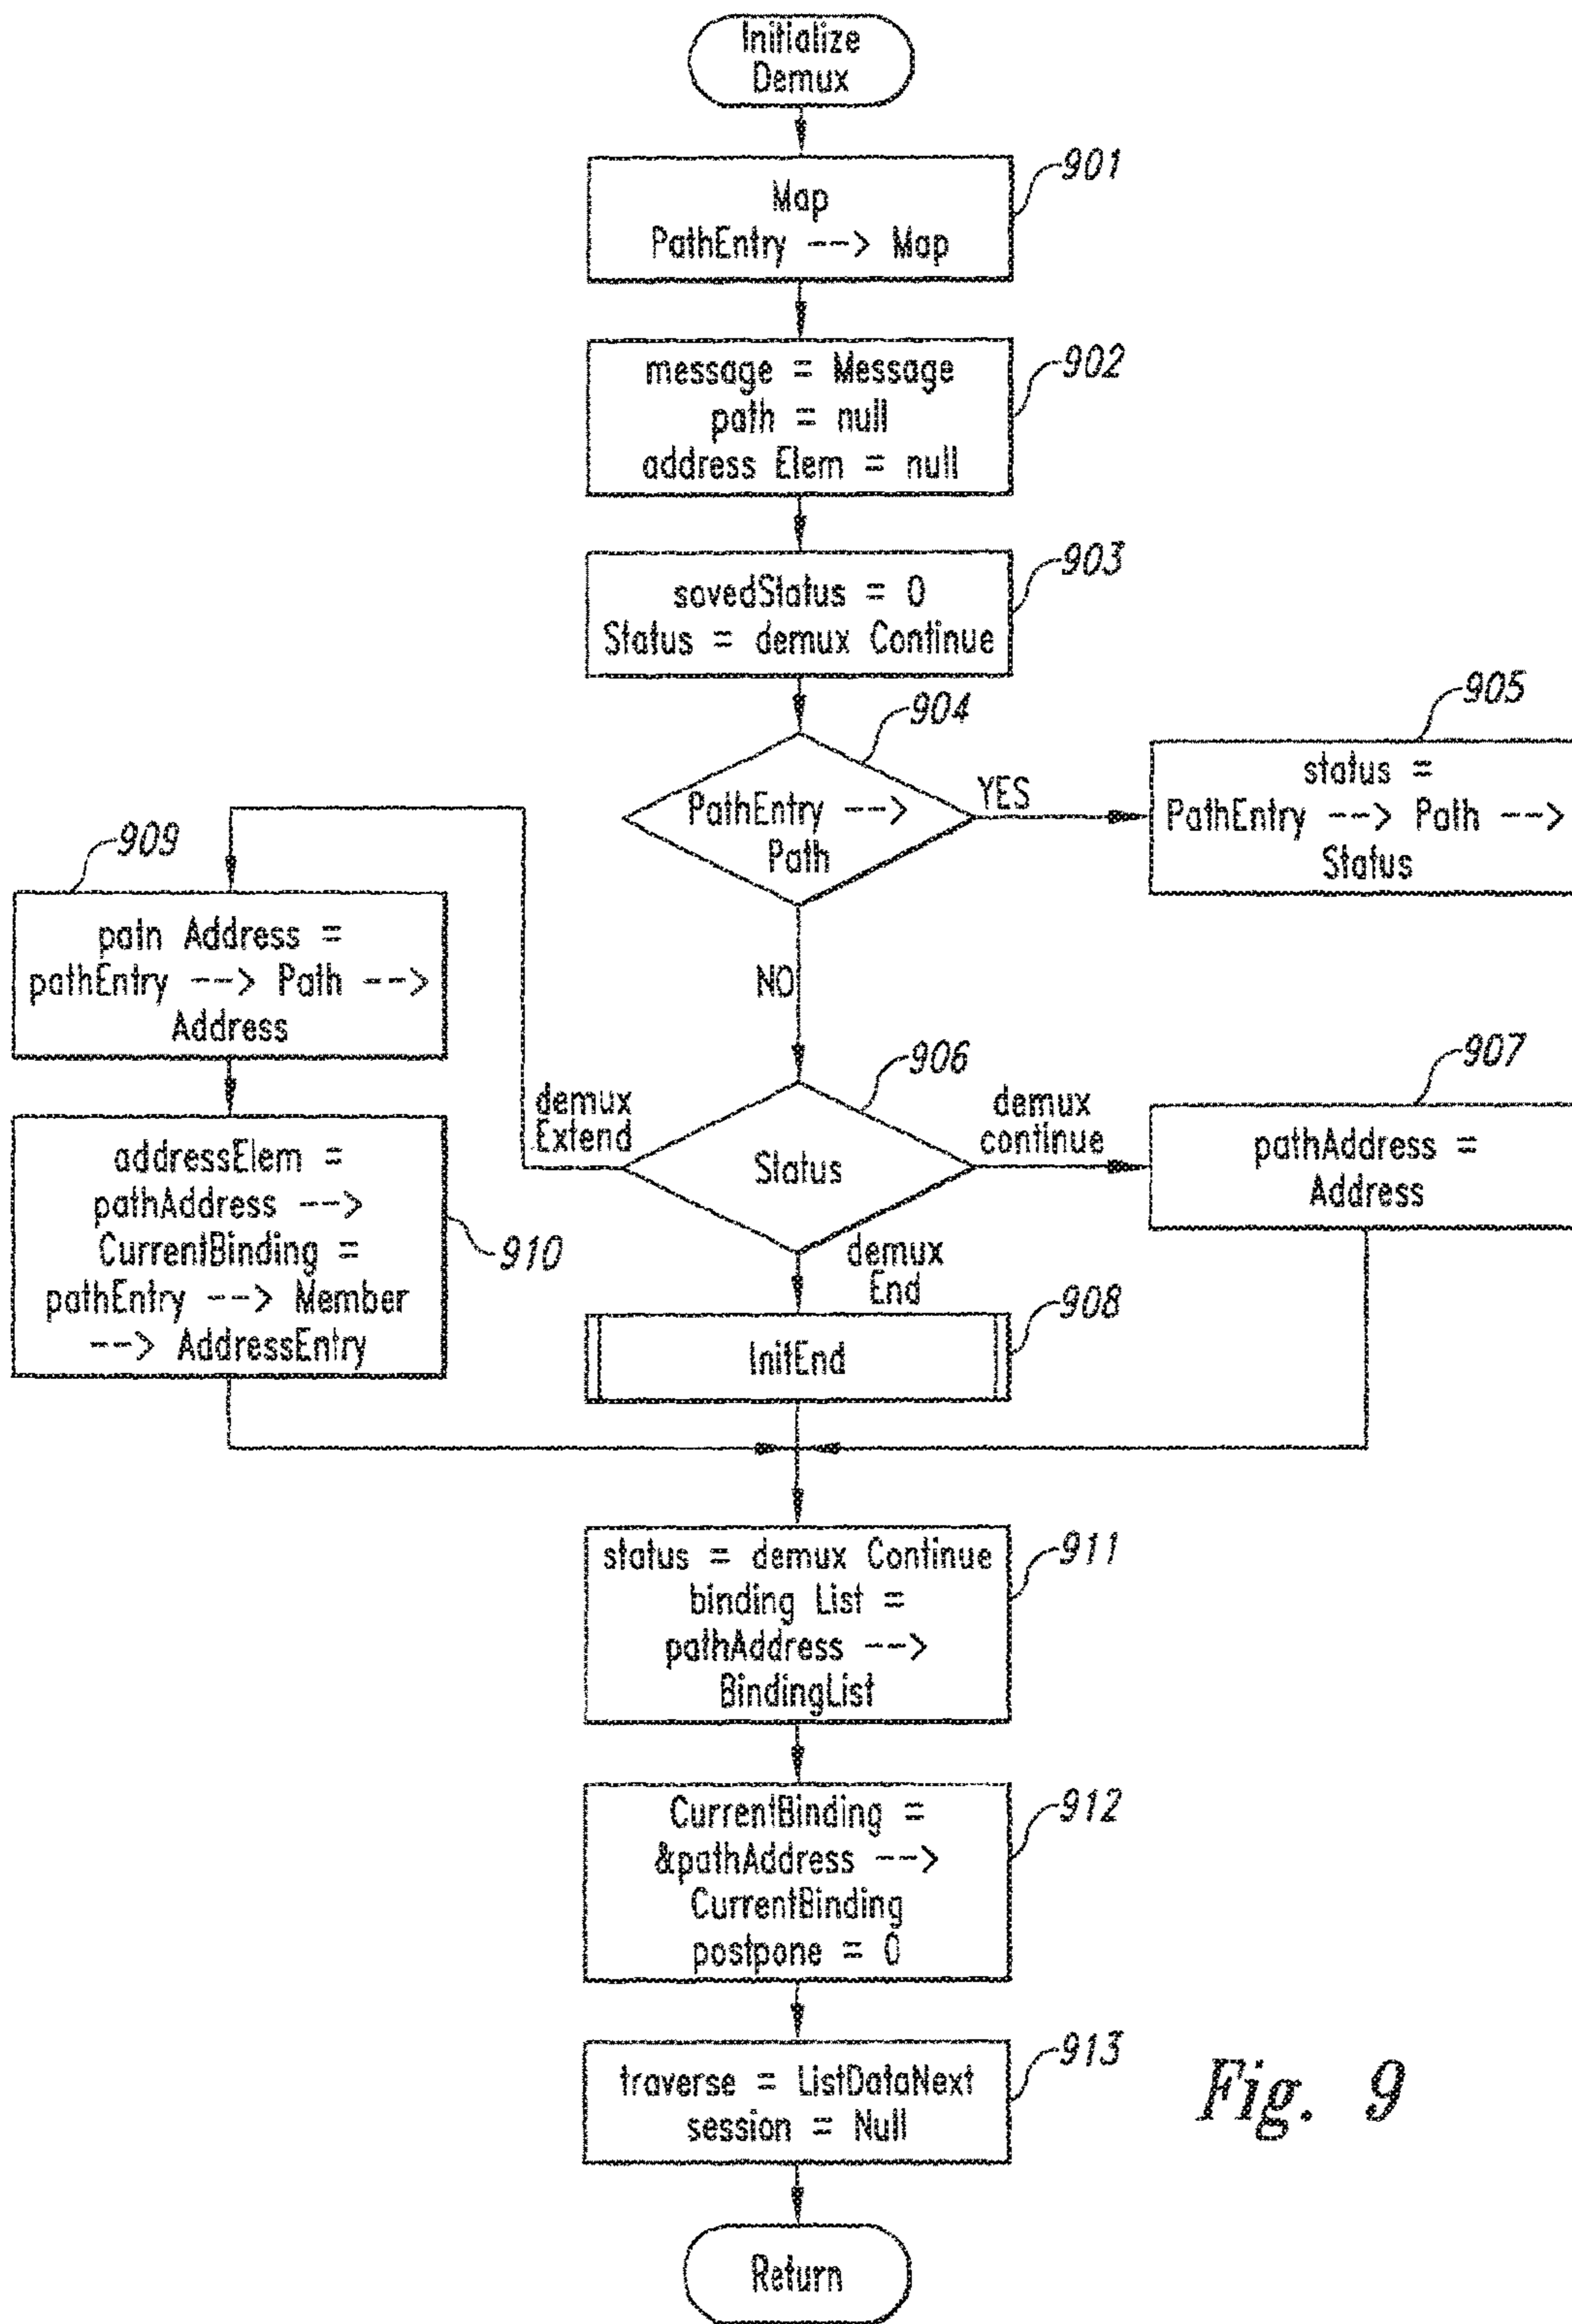 Initialize
Demux
901
Map
PathEntry --> Map
902
message = Message
path = null
address Elem = null
903
savedStatus = 0
Status = demux Continue
904
PathEntry -->
Path
YES
905
status =
PathEntry --> Path -->
Status
NO
909
patn Address =
pathEntry --> Path -->
Address
906
Status
demux
Extend
demux
continue
demux
End
907
pathAddress =
Address
910
addressElem =
pathAddress -->
CurrentBinding =
pathEntry --> Member
--> AddressEntry
908
InitEnd
911
status = demux Continue
binding List =
pathAddress -->
BindingList
912
CurrentBinding =
&pathAddress -->
CurrentBinding
postpone = 0
913
traverse = ListDataNext
session = Null
Return
Fig. 9